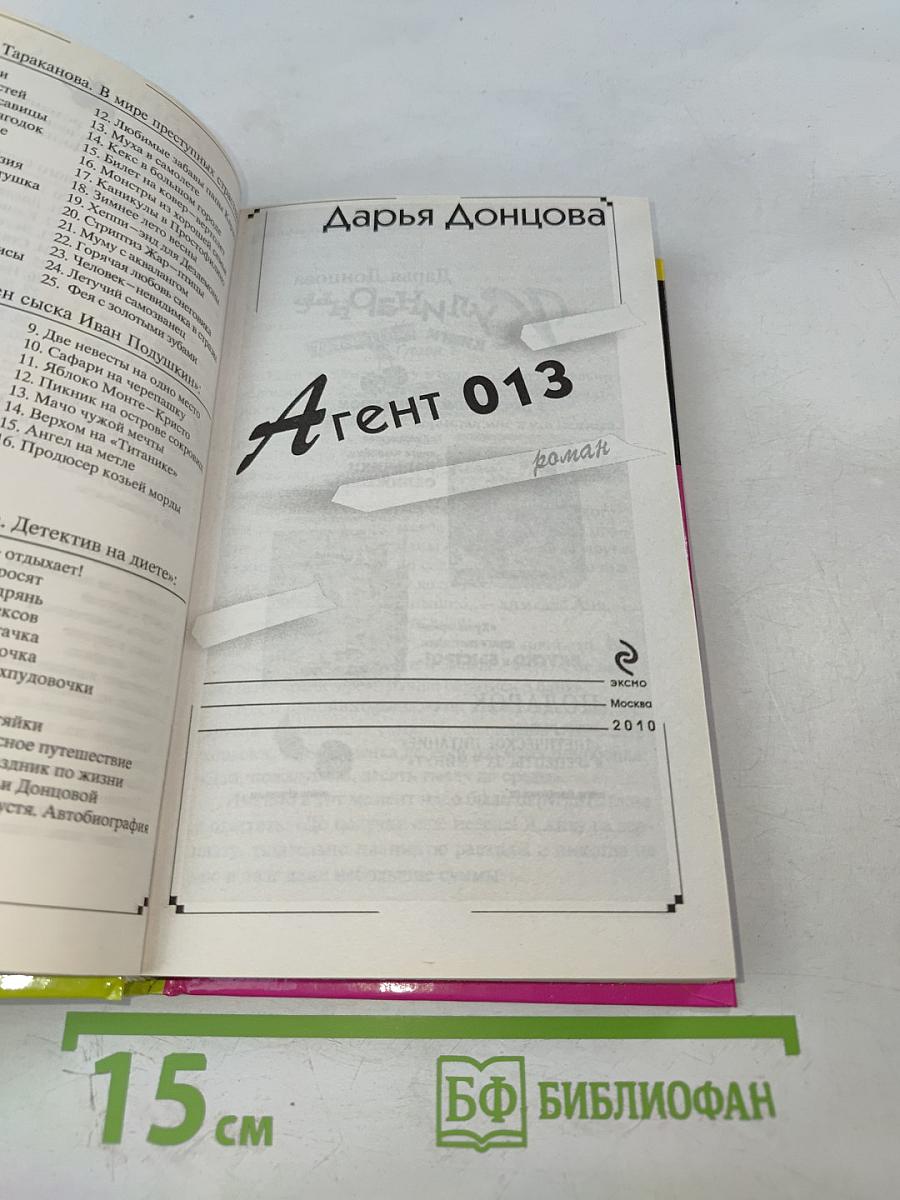 Тараканова. В мире преступных
12. Любимые забавы папы
13. Муха в самолете
14. Кекс в большом городе
15. Билет на ковер–вертолет
16. Монстры из хорошей семьи
17. Каникулы в Простофилино
18. Зимнее лето весны
19. Хеппи–энд для Дездемоны
20. Стриптиз Жар–птицы
21. Муму с аквалангом
22. Горячая любовь снеговика
23. Человек–невидимка в стразах
24. Летучий самозванец
25. Фея с золотыми зубами
сыска Иван Подушкин»:
9. Две невесты на одно место
10. Сафари на черепашку
11. Яблоко Монте–Кристо
12. Пикник на острове сокровищ
13. Мачо чужой мечты
14. Верхом на «Титанике»
15. Ангел на метле
16. Продюсер козьей морды
Детектив на диете»:
отдыхает!
путешествие
по жизни
и Донцовой
Автобиография
Дарья Донцова
Агент 013
роман
эксмо
Москва
2010
15 см
БФ БИБЛИОФАН